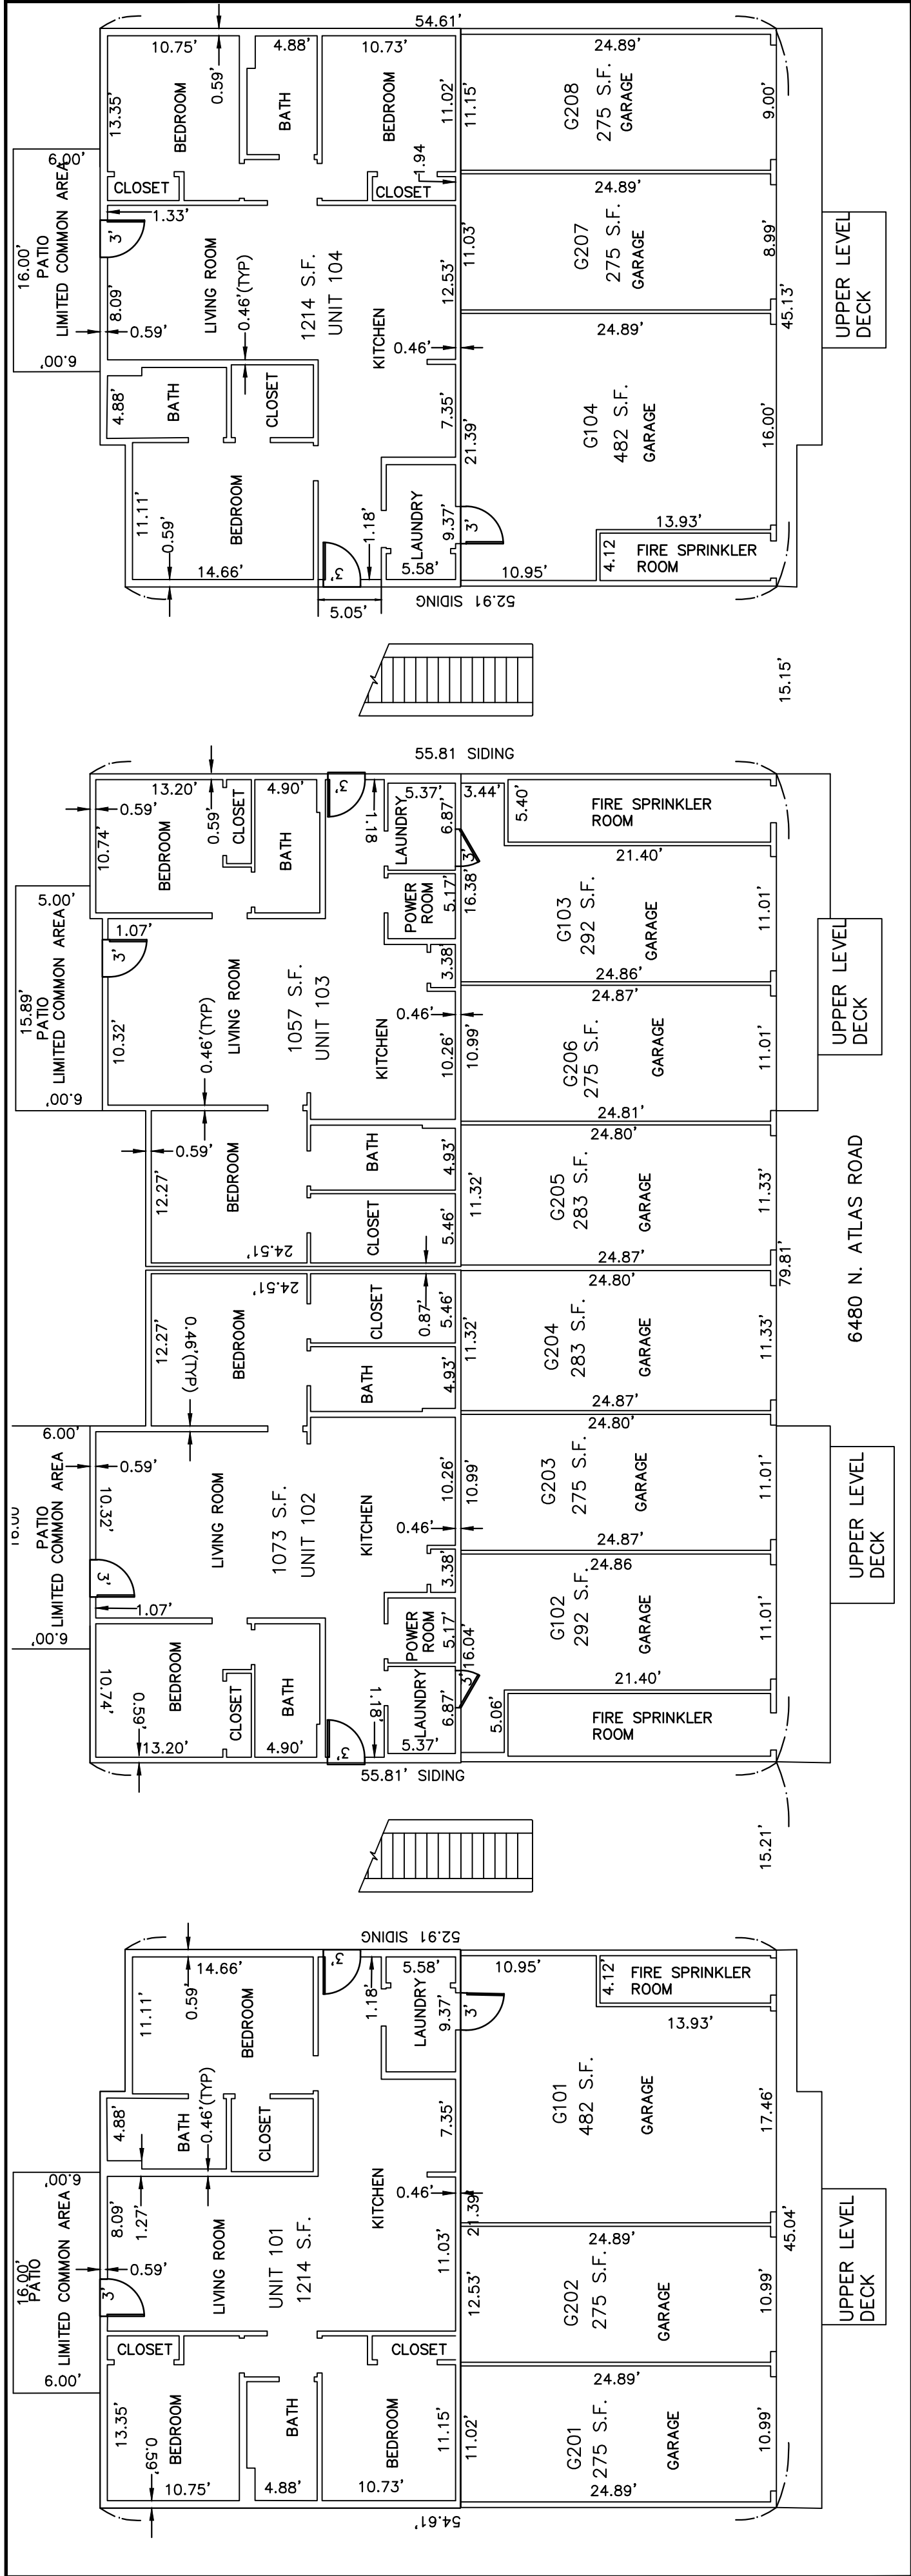 54.61'
10.75'
4.88'
10.73'
24.89'
0.59'
13.35'
BEDROOM
BATH
BEDROOM
11.02'
11.15'
G208
275 S.F.
GARAGE
9.00'
6.00'
CLOSET
CLOSET
1.94
24.89'
16.00'
PATIO
LIMITED COMMON AREA
1.33'
3'
8.09'
0.59'
LIVING ROOM
0.46'(TYP)
1214 S.F.
UNIT 104
KITCHEN
12.53'
11.03'
0.46'
G207
275 S.F.
GARAGE
8.99'
45.13'
UPPER LEVEL
DECK
24.89'
6.00'
4.88'
BATH
CLOSET
7.35'
21.39'
G104
482 S.F.
GARAGE
16.00'
11.11'
0.59'
BEDROOM
14.66'
3'
1.18'
LAUNDRY
9.37'
5.58'
3'
10.95'
13.93'
4.12
FIRE SPRINKLER
ROOM
5.05'
52.91 SIDING
15.15'
55.81 SIDING
13.20'
4.90'
0.59'
0.59'
CLOSET
10.74'
BEDROOM
BATH
3'
1.18
5.37'
LAUNDRY
6.87'
3'
3.44'
5.40'
FIRE SPRINKLER
ROOM
21.40'
5.00'
1.07'
3'
15.89'
PATIO
LIMITED COMMON AREA
10.32'
6.00'
POWER
ROOM
5.17'
16.38'
3.38'
G103
292 S.F.
GARAGE
11.01'
24.86'
24.87'
LIVING ROOM
0.46'(TYP)
1057 S.F.
UNIT 103
KITCHEN
0.46'
10.26'
10.99'
G206
275 S.F.
GARAGE
11.01'
UPPER LEVEL
DECK
24.81'
24.80'
0.59'
12.27'
BEDROOM
BATH
4.93'
CLOSET
5.46'
11.32'
24.51'
G205
283 S.F.
GARAGE
11.33'
24.87'
79.81'
6480 N. ATLAS ROAD
24.51'
24.80'
12.27'
0.46'(TYP)
BEDROOM
CLOSET
0.87'
5.46'
BATH
4.93'
11.32'
G204
283 S.F.
GARAGE
11.33'
24.87'
24.80'
6.00'
PATIO
LIMITED COMMON AREA
0.59'
10.32'
3'
6.00'
1.07'
LIVING ROOM
1073 S.F.
UNIT 102
KITCHEN
10.26'
10.99'
0.46'
3.38'
G203
275 S.F.
GARAGE
11.01'
24.87'
24.86
UPPER LEVEL
DECK
10.74'
BEDROOM
0.59'
13.20'
CLOSET
BATH
4.90'
3'
1.18'
POWER
ROOM
5.17'
16.04'
3'
LAUNDRY
6.87'
5.37'
5.06'
G102
292 S.F.
GARAGE
11.01'
21.40'
FIRE SPRINKLER
ROOM
55.81' SIDING
15.21'
52.91 SIDING
14.66'
3'
5.58'
10.95'
0.59'
11.11'
BEDROOM
1.18'
LAUNDRY
9.37'
3'
4.12'
FIRE SPRINKLER
ROOM
13.93'
4.88'
BATH
0.46'(TYP)
CLOSET
7.35'
G101
482 S.F.
GARAGE
17.46'
6.00'
16.00'
PATIO
LIMITED COMMON AREA
8.09'
1.27'
0.59'
3'
6.00'
LIVING ROOM
UNIT 101
1214 S.F.
KITCHEN
0.46'
21.39'
11.03'
12.53'
24.89'
G202
275 S.F.
GARAGE
10.99'
45.04'
UPPER LEVEL
DECK
CLOSET
CLOSET
24.89'
13.35'
0.59'
BEDROOM
10.75'
BATH
4.88'
BEDROOM
10.73'
11.15'
11.02'
G201
275 S.F.
GARAGE
10.99'
24.89'
54.61'